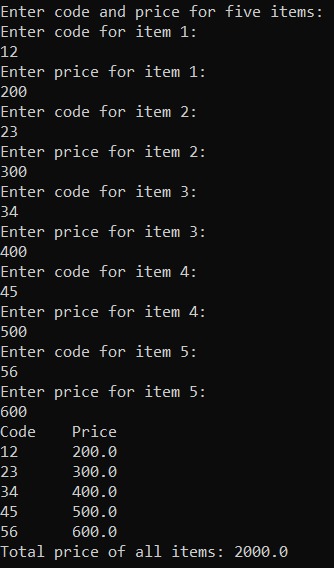 Enter code and price for five items:
Enter code for item 1:
12
Enter price for item 1:
200
Enter code for item 2:
23
Enter price for item 2:
300
Enter code for item 3:
34
Enter price for item 3:
400
Enter code for item 4:
45
Enter price for item 4:
500
Enter code for item 5:
56
Enter price for item 5:
600
Code    Price
12      200.0
23      300.0
34      400.0
45      500.0
56      600.0
Total price of all items: 2000.0